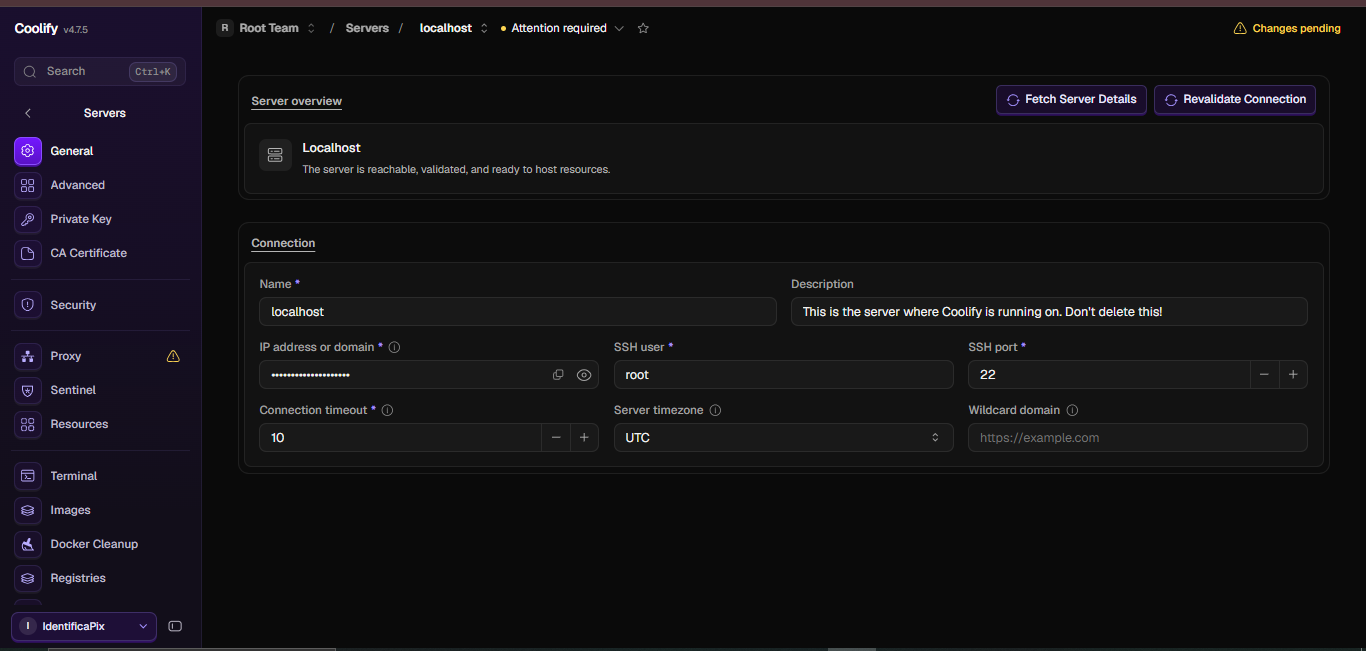 Coolify v4.7.5
R Root Team / Servers / localhost Attention required
Changes pending
Search Ctrl+K
Servers
General
Advanced
Private Key
CA Certificate
Security
Proxy
Sentinel
Resources
Terminal
Images
Docker Cleanup
Registries
I IdentificaPix
Server overview
Fetch Server Details
Revalidate Connection
Localhost
The server is reachable, validated, and ready to host resources.
Connection
Name *
localhost
Description
This is the server where Coolify is running on. Don't delete this!
IP address or domain *
••••••••••••••••••••
SSH user *
root
SSH port *
22
Connection timeout *
10
Server timezone
UTC
Wildcard domain
https://example.com